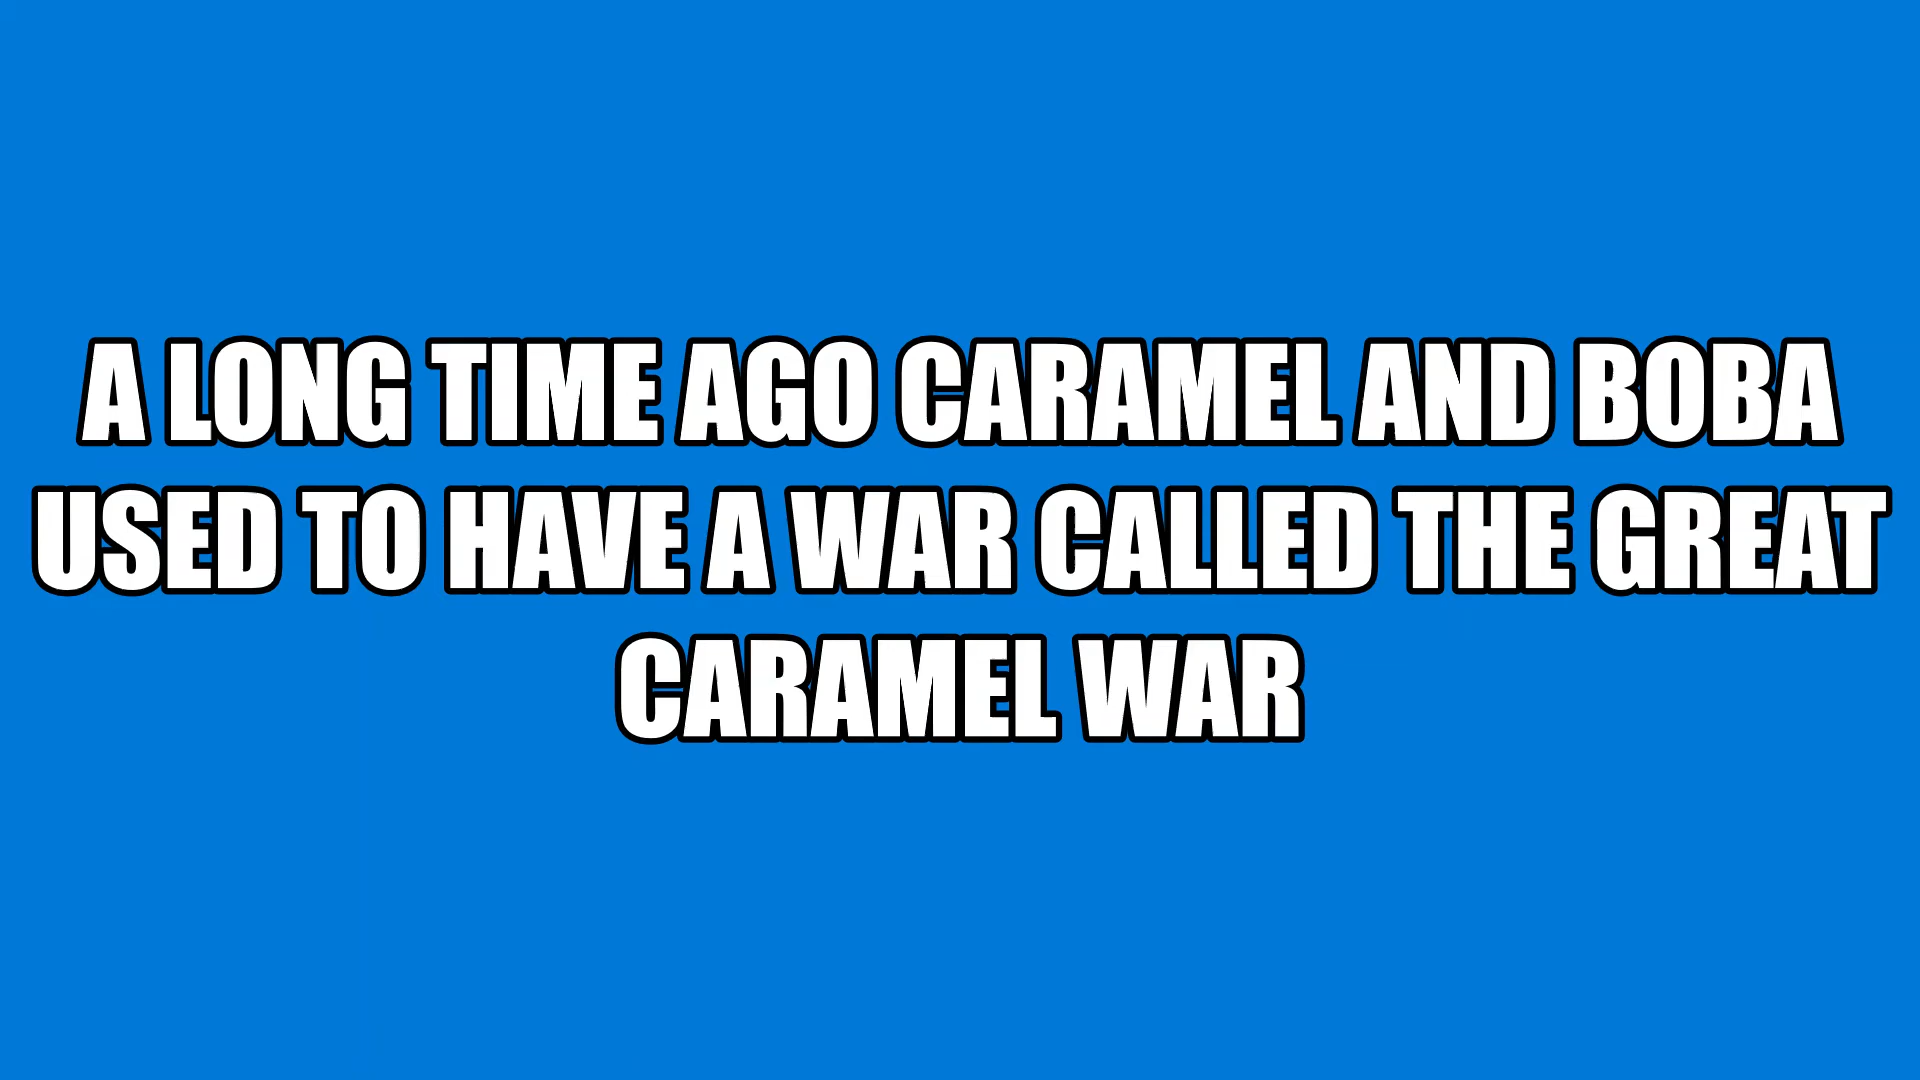 A LONG TIME AGO CARAMEL AND BOBA
USED TO HAVE A WAR CALLED THE GREAT
CARAMEL WAR